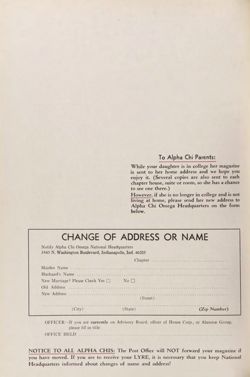 To Alpha Chi Parents:
While your daughter is in college her magazine
is sent to her home address and we hope you
enjoy it. (Several copies are also sent to each
chapter house, suite or room, so she has a chance
to see one there.)
However, if she is no longer in college and is not
living at home, please send her new address to
Alpha Chi Omega Headquarters on the form
below.
CHANGE OF ADDRESS OR NAME
Notify Alpha Chi Omega National Headquarters
3445 N. Washington Boulevard, Indianapolis, Ind. 46205
Chapter
Maiden Name
Husband's Name
New Marriage? Please Check Yes No
Old Address
New Address
(Street)
(City) (State) (Zip Number)
OFFICER—If you are currently on Advisory Board, officer of House Corp., or Alumnae Group,
please fill in title
OFFICE HELD
NOTICE TO ALL ALPHA CHIS: The Post Office will NOT forward your magazine if
you have moved. If you are to receive your LYRE, it is necessary that you keep National
Headquarters informed about changes of name and address!